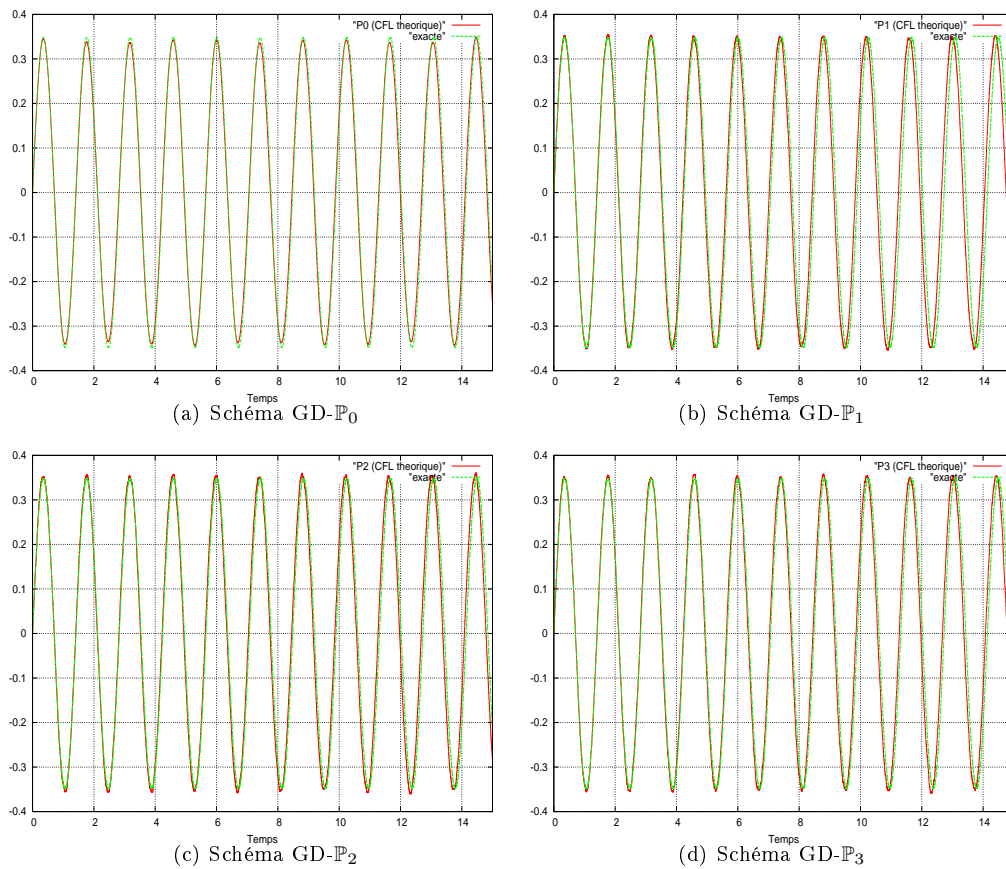 0.4
0.3
0.2
0.1
0
-0.1
-0.2
-0.3
-0.4
0 2 4 6 8 10 12 14
Temps
"P0 (CFL theorique)"
"exacte"
(a) Schéma GD-ℙ₀
0.4
0.3
0.2
0.1
0
-0.1
-0.2
-0.3
-0.4
0 2 4 6 8 10 12 14
Temps
"P1 (CFL theorique)"
"exacte"
(b) Schéma GD-ℙ₁
0.4
0.3
0.2
0.1
0
-0.1
-0.2
-0.3
-0.4
0 2 4 6 8 10 12 14
Temps
"P2 (CFL theorique)"
"exacte"
(c) Schéma GD-ℙ₂
0.4
0.3
0.2
0.1
0
-0.1
-0.2
-0.3
-0.4
0 2 4 6 8 10 12 14
Temps
"P3 (CFL theorique)"
"exacte"
(d) Schéma GD-ℙ₃